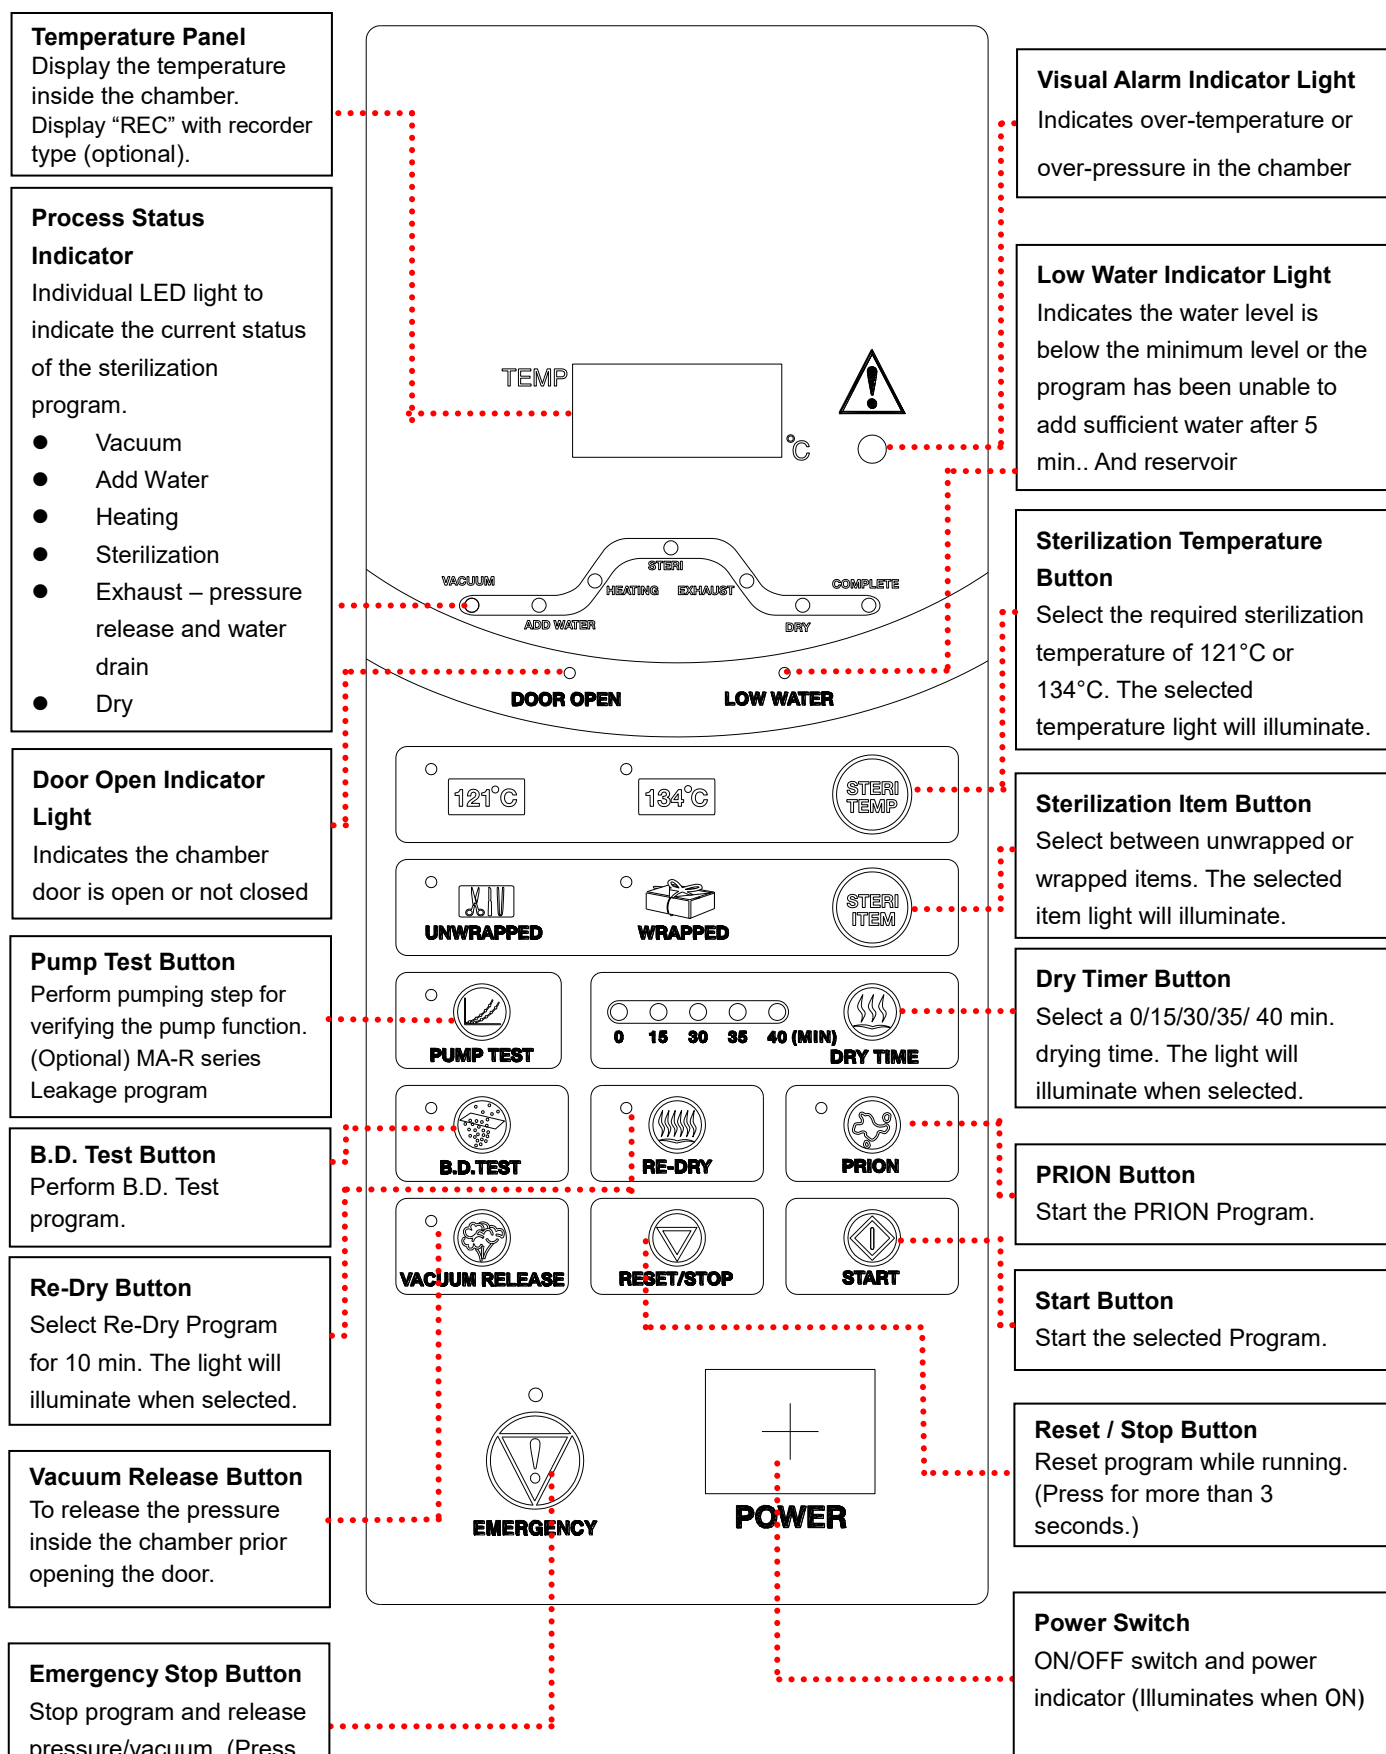 Temperature Panel
Display the temperature
inside the chamber.
Display “REC” with recorder
type (optional).
Process Status
Indicator
Individual LED light to
indicate the current status
of the sterilization
program.
● Vacuum
● Add Water
● Heating
● Sterilization
● Exhaust – pressure
release and water
drain
● Dry
Door Open Indicator
Light
Indicates the chamber
door is open or not closed
Pump Test Button
Perform pumping step for
verifying the pump function.
(Optional) MA-R series
Leakage program
B.D. Test Button
Perform B.D. Test
program.
Re-Dry Button
Select Re-Dry Program
for 10 min. The light will
illuminate when selected.
Vacuum Release Button
To release the pressure
inside the chamber prior
opening the door.
Emergency Stop Button
Stop program and release
pressure/vacuum. (Press
TEMP
°C
VACUUM
ADD WATER
HEATING
STERI
EXHAUST
DRY
COMPLETE
DOOR OPEN
LOW WATER
121°C
134°C
STERI
TEMP
UNWRAPPED
WRAPPED
STERI
ITEM
PUMP TEST
0 15 30 35 40 (MIN)
DRY TIME
B.D.TEST
RE-DRY
PRION
VACUUM RELEASE
RESET/STOP
START
EMERGENCY
POWER
Visual Alarm Indicator Light
Indicates over-temperature or
over-pressure in the chamber
Low Water Indicator Light
Indicates the water level is
below the minimum level or the
program has been unable to
add sufficient water after 5
min.. And reservoir
Sterilization Temperature
Button
Select the required sterilization
temperature of 121°C or
134°C. The selected
temperature light will illuminate.
Sterilization Item Button
Select between unwrapped or
wrapped items. The selected
item light will illuminate.
Dry Timer Button
Select a 0/15/30/35/ 40 min.
drying time. The light will
illuminate when selected.
PRION Button
Start the PRION Program.
Start Button
Start the selected Program.
Reset / Stop Button
Reset program while running.
(Press for more than 3
seconds.)
Power Switch
ON/OFF switch and power
indicator (Illuminates when ON)